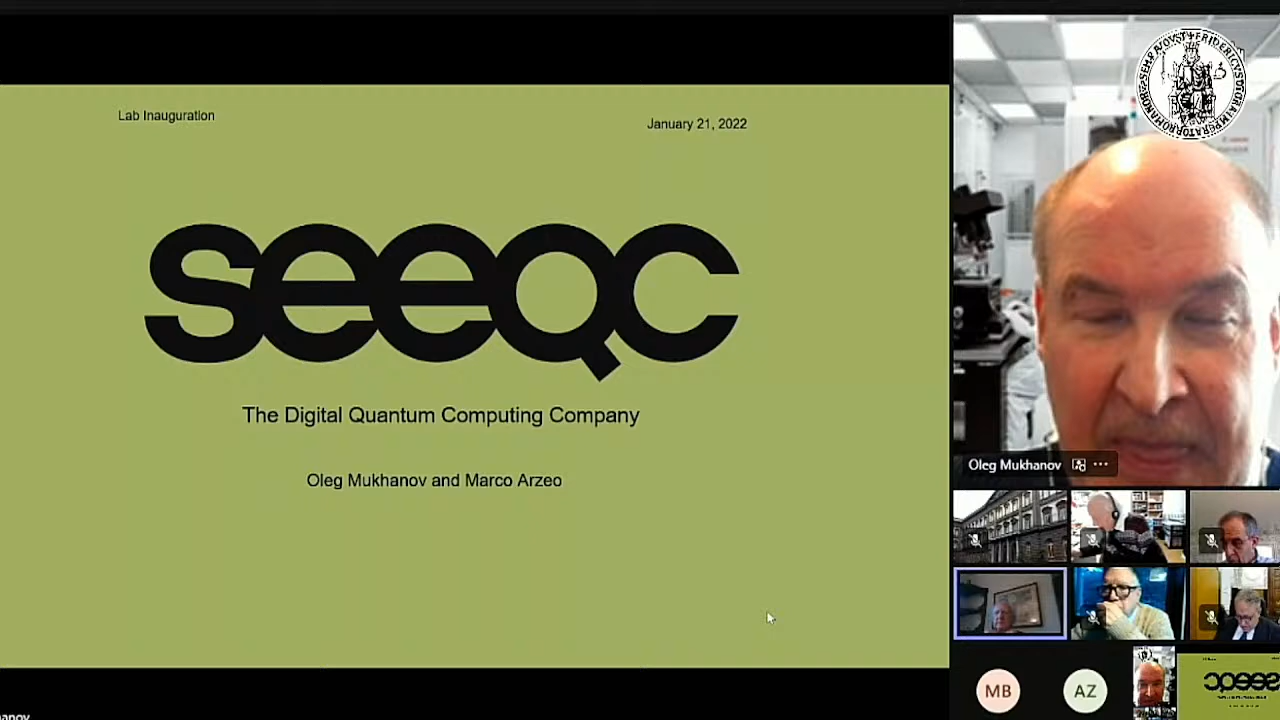 Lab Inauguration
January 21, 2022
seeQc
The Digital Quantum Computing Company
Oleg Mukhanov and Marco Arzeo
Oleg Mukhanov
MB
AZ